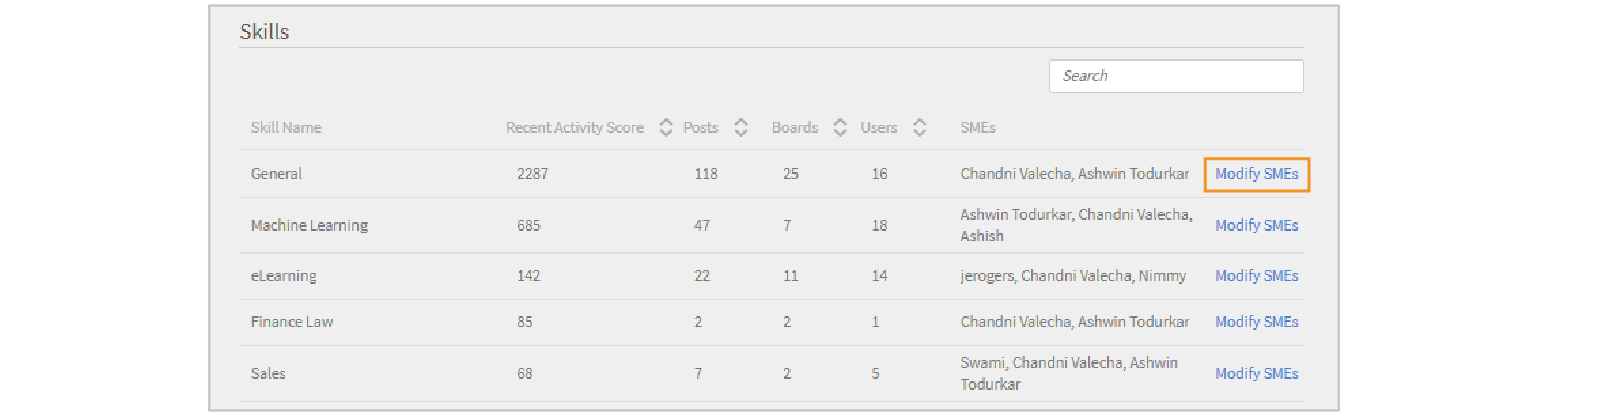 Skills
Search
Skill Name Recent Activity Score Posts Boards Users SMEs
General 2287 118 25 16 Chandni Valecha, Ashwin Todurkar Modify SMEs
Machine Learning 685 47 7 18 Ashwin Todurkar, Chandni Valecha, Modify SMEs
Ashish
eLearning 142 22 11 14 jerogers, Chandni Valecha, Nimmy Modify SMEs
Finance Law 85 2 2 1 Chandni Valecha, Ashwin Todurkar Modify SMEs
Sales 68 7 2 5 Swami, Chandni Valecha, Ashwin Modify SMEs
Todurkar